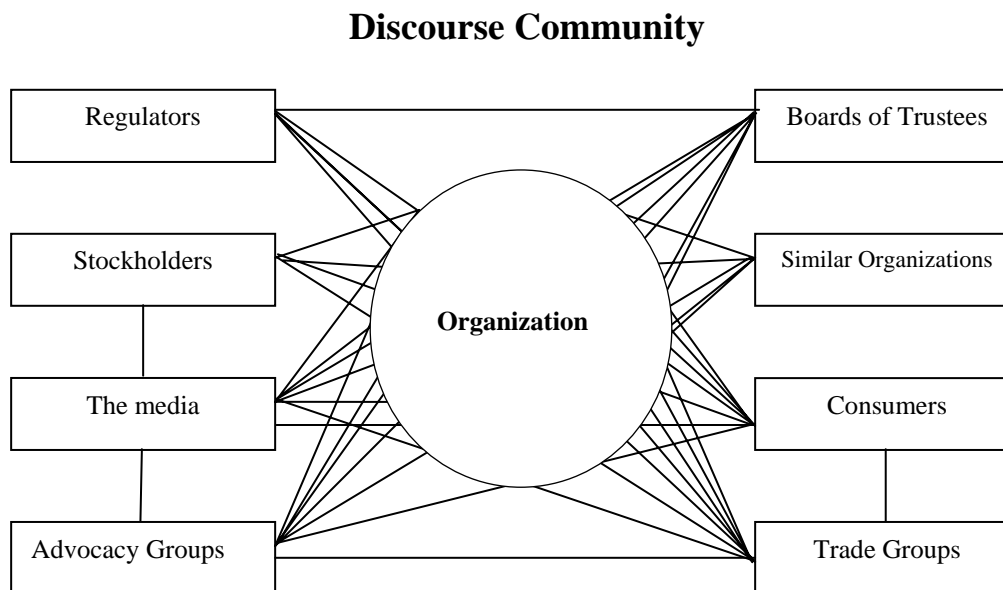 Discourse Community
Regulators
Boards of Trustees
Stockholders
Similar Organizations
Organization
The media
Consumers
Advocacy Groups
Trade Groups